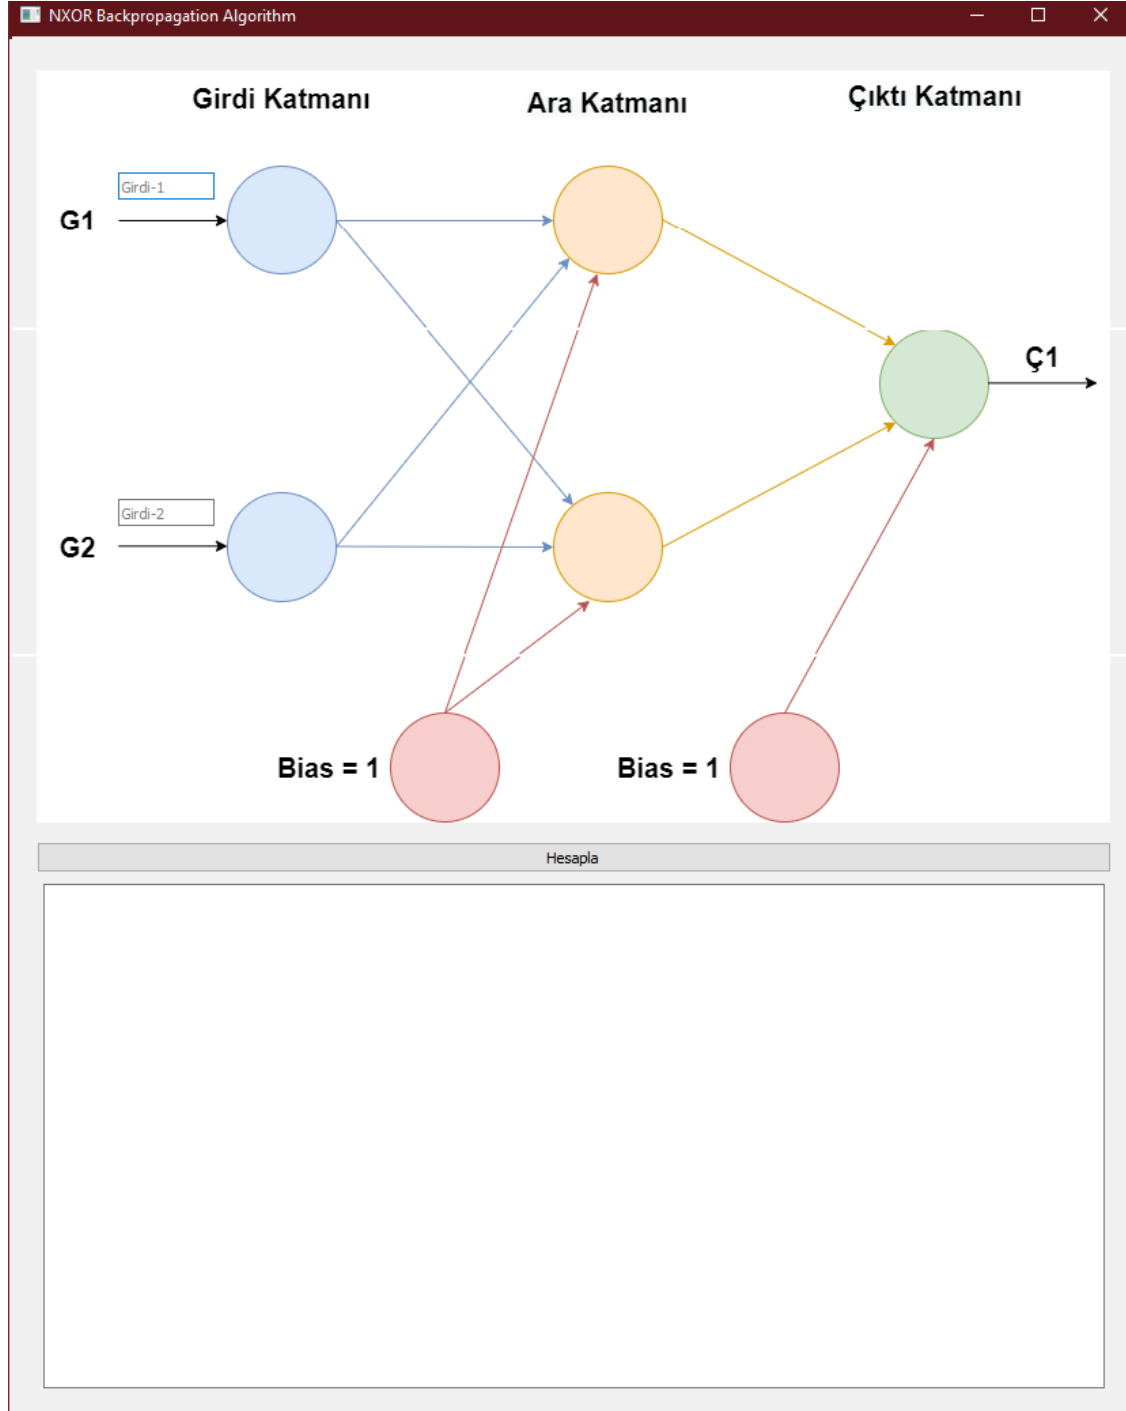 NXOR Backpropagation Algorithm
Girdi Katmanı
Ara Katmanı
Çıktı Katmanı
Girdi-1
G1
Ç1
Girdi-2
G2
Bias = 1
Bias = 1
Hesapla